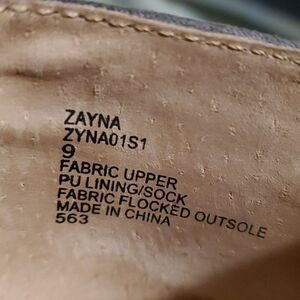 ZAYNA
ZYNA01S1
9
FABRIC UPPER
PU LINING/SOCK
FABRIC FLOCKED OUTSOLE
MADE IN CHINA
563